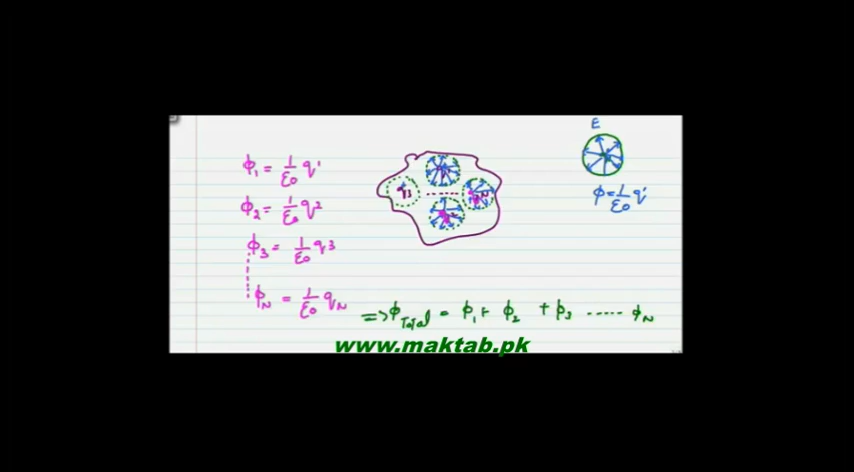 E
ϕ₁ = 1/ε₀ q₁
q₃
ϕ = 1/ε₀ q
ϕ₂ = 1/ε₀ q₂
ϕ₃ = 1/ε₀ q₃
ϕN = 1/ε₀ qN
=> ϕTotal = ϕ₁ + ϕ₂ + ϕ₃ ...... ϕN
www.maktab.pk